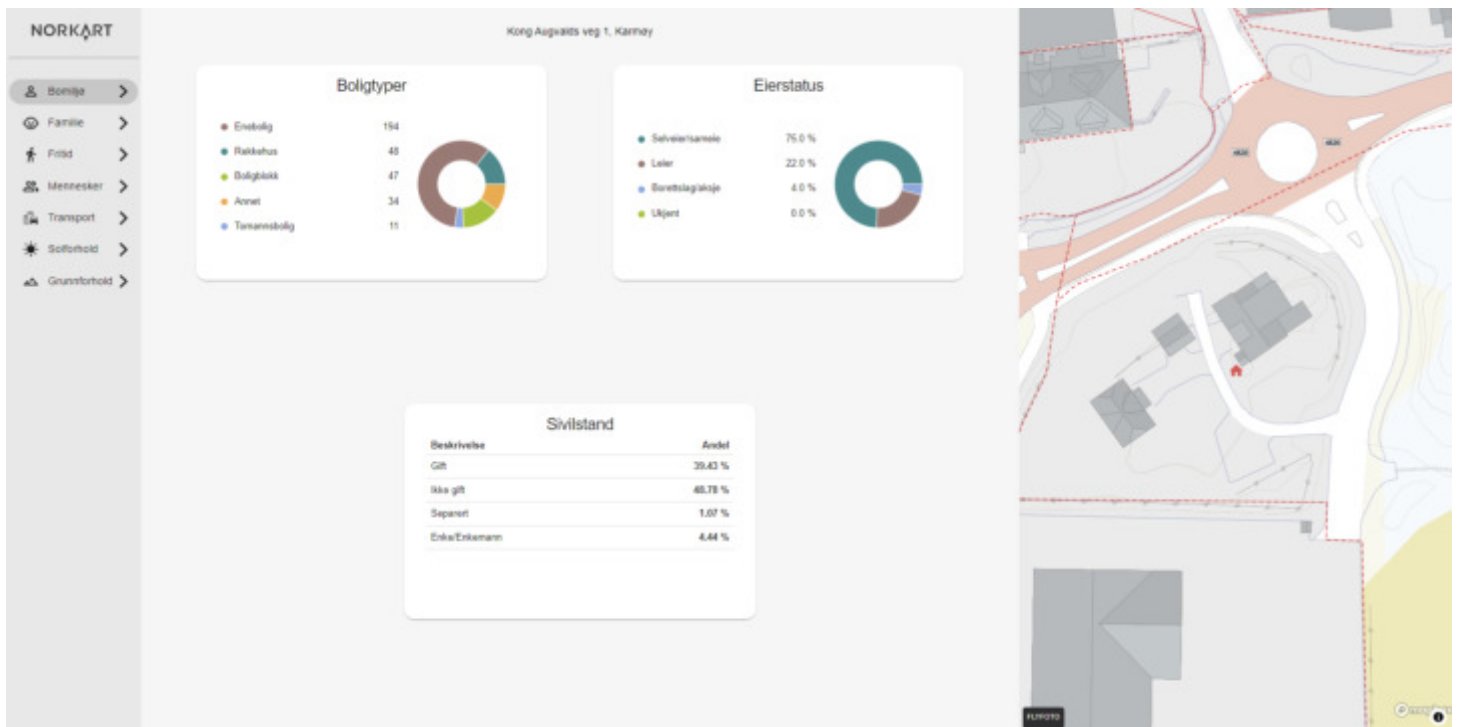 NORKART
Kong Augvalds veg 1, Karmøy
Bomiljø
Familie
Fritid
Mennesker
Transport
Solforhold
Grunnforhold
Boligtyper
Enebolig 194
Rekkehus 48
Boligblokk 47
Annet 34
Tomannsbolig 11
Eierstatus
Selveier/sameie 75.0 %
Leier 22.0 %
Borettslag/aksje 4.0 %
Ukjent 0.0 %
Sivilstand
Beskrivelse Andel
Gift 39.43 %
Ikke gift 48.78 %
Separert 1.07 %
Enke/Enkemann 4.44 %
FLYFOTO